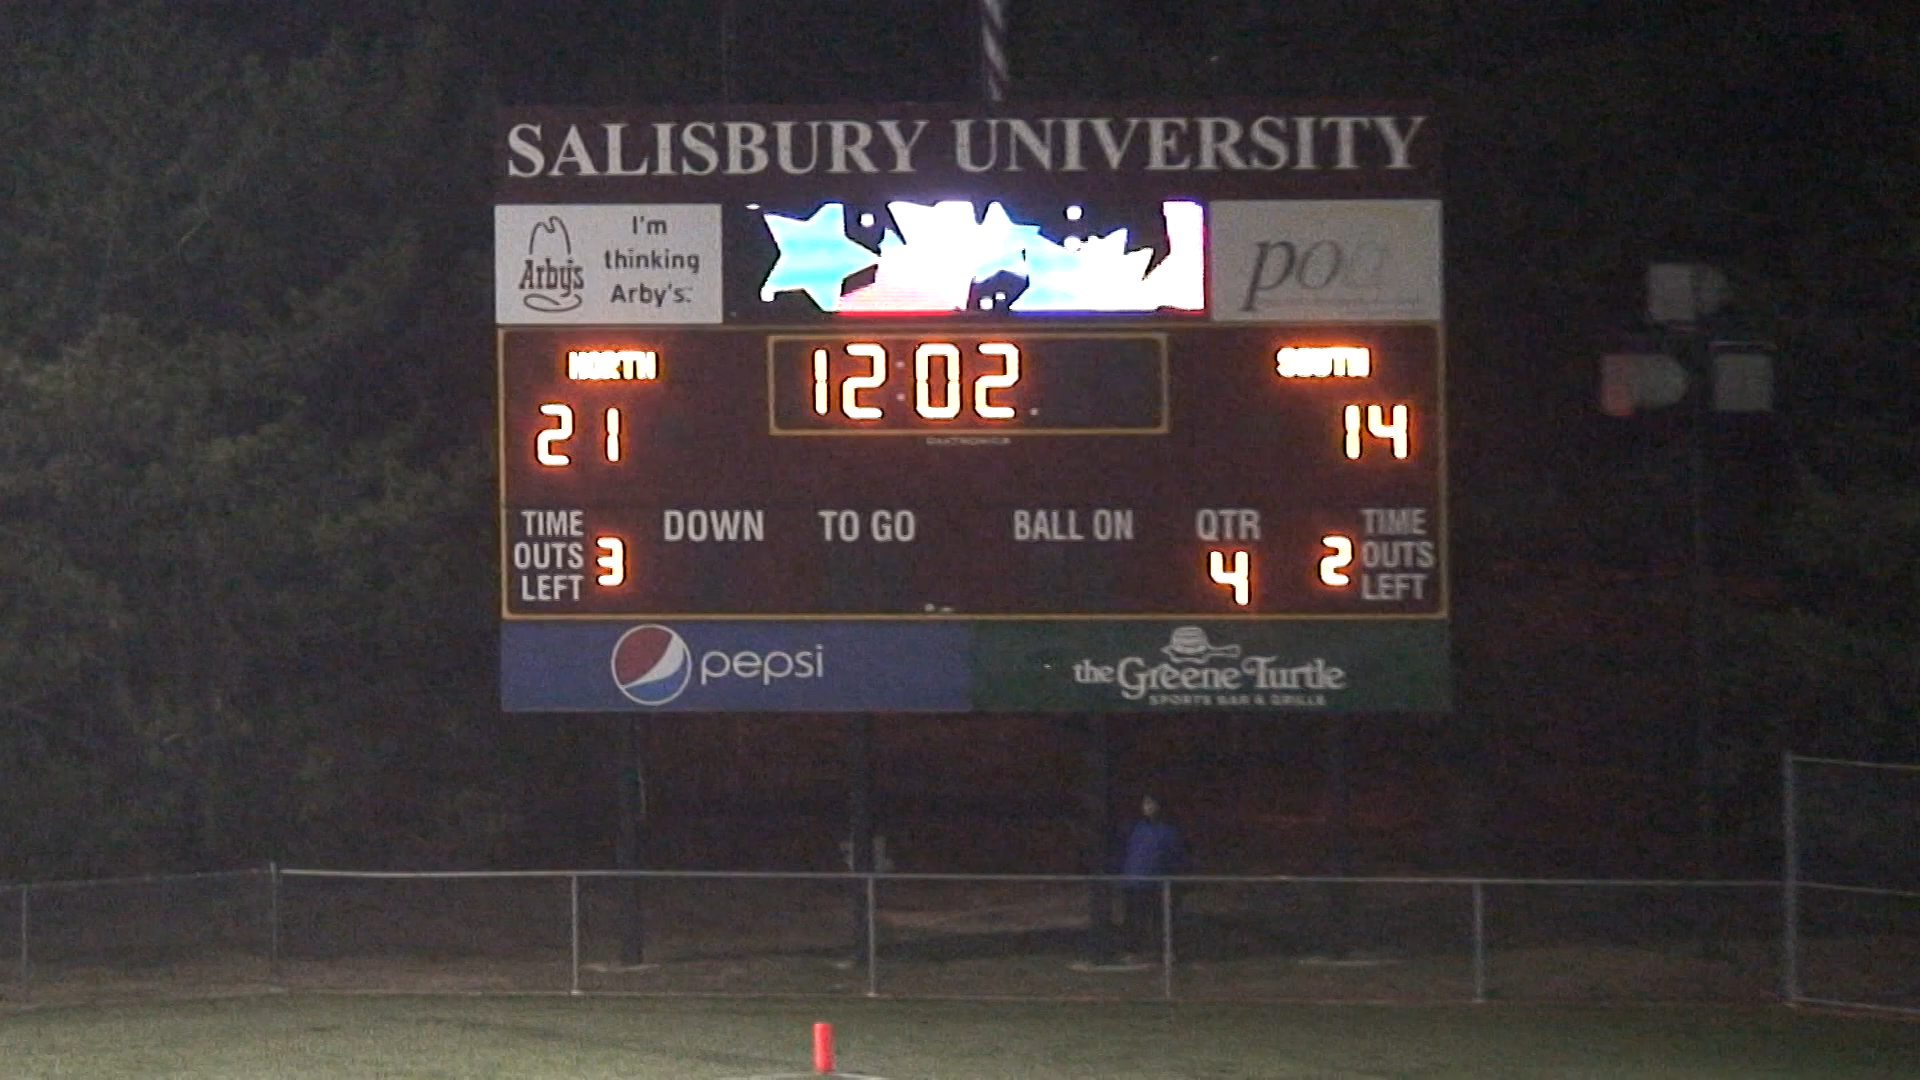 SALISBURY UNIVERSITY
Arby's
I'm
thinking
Arby's
NORTH
12:02
SOUTH
21
14
DAKTRONICS
TIME
OUTS
LEFT
3
DOWN
TO GO
BALL ON
QTR
4
2
TIME
OUTS
LEFT
pepsi
the Greene Turtle
SPORTS BAR & GRILLE